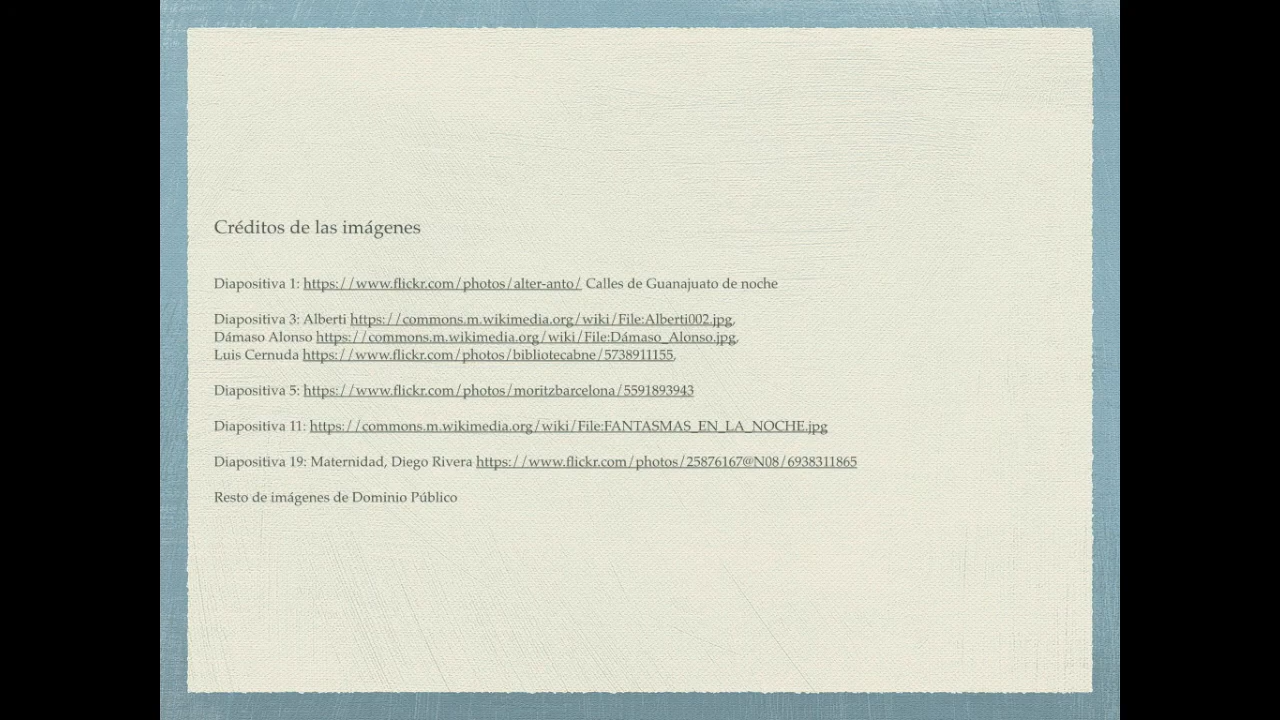 Créditos de las imágenes
Diapositiva 1: https://www.flickr.com/photos/alter-anto/ Calles de Guanajuato de noche
Diapositiva 3: Alberti https://commons.m.wikimedia.org/wiki/File:Alberti002.jpg,
Dámaso Alonso https://commons.m.wikimedia.org/wiki/File:Dámaso_Alonso.jpg,
Luis Cernuda https://www.flickr.com/photos/bibliotecabne/5738911155,
Diapositiva 5: https://www.flickr.com/photos/moritzbarcelona/5591893943
Diapositiva 11: https://commons.m.wikimedia.org/wiki/File:FANTASMAS_EN_LA_NOCHE.jpg
Diapositiva 19: Maternidad, Diego Rivera https://www.flickr.com/photos/25876167@N08/6938311865
Resto de imágenes de Dominio Público